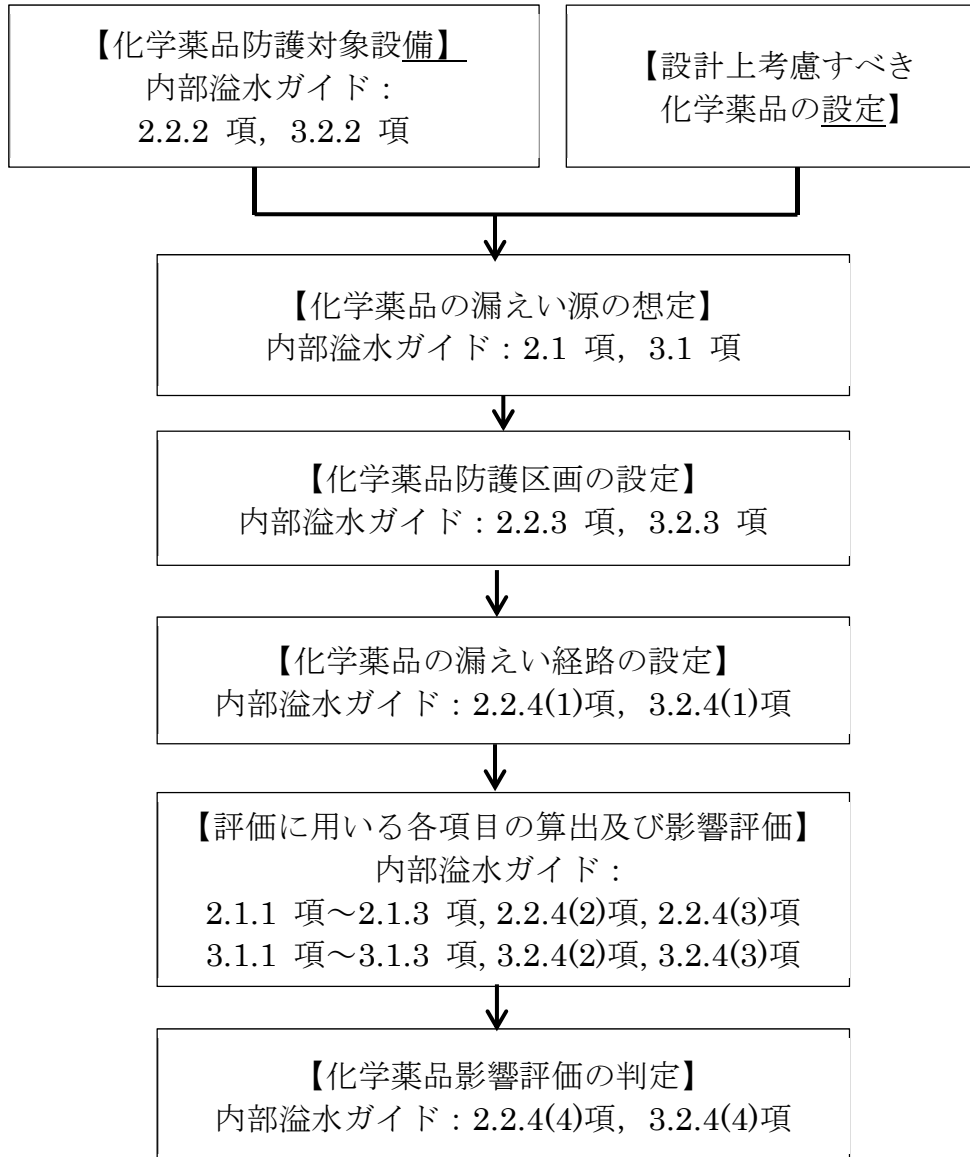 【化学薬品防護対象設備】
内部溢水ガイド：
2.2.2 項，3.2.2 項
【設計上考慮すべき
化学薬品の設定】
【化学薬品の漏えい源の想定】
内部溢水ガイド：2.1 項，3.1 項
【化学薬品防護区画の設定】
内部溢水ガイド：2.2.3 項，3.2.3 項
【化学薬品の漏えい経路の設定】
内部溢水ガイド：2.2.4(1)項，3.2.4(1)項
【評価に用いる各項目の算出及び影響評価】
内部溢水ガイド：
2.1.1 項～2.1.3 項, 2.2.4(2)項, 2.2.4(3)項
3.1.1 項～3.1.3 項, 3.2.4(2)項, 3.2.4(3)項
【化学薬品影響評価の判定】
内部溢水ガイド：2.2.4(4)項，3.2.4(4)項